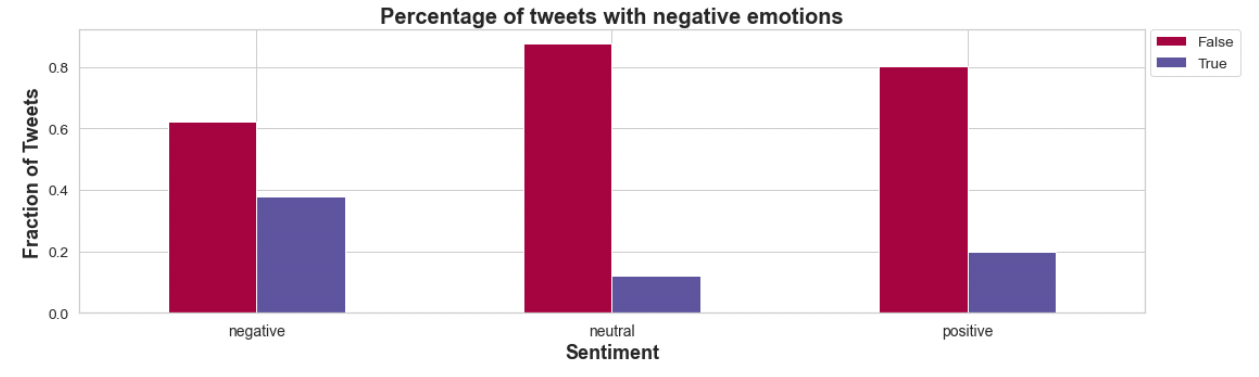 Percentage of tweets with negative emotions
False
True
Fraction of Tweets
0.8
0.6
0.4
0.2
0.0
negative neutral positive
Sentiment